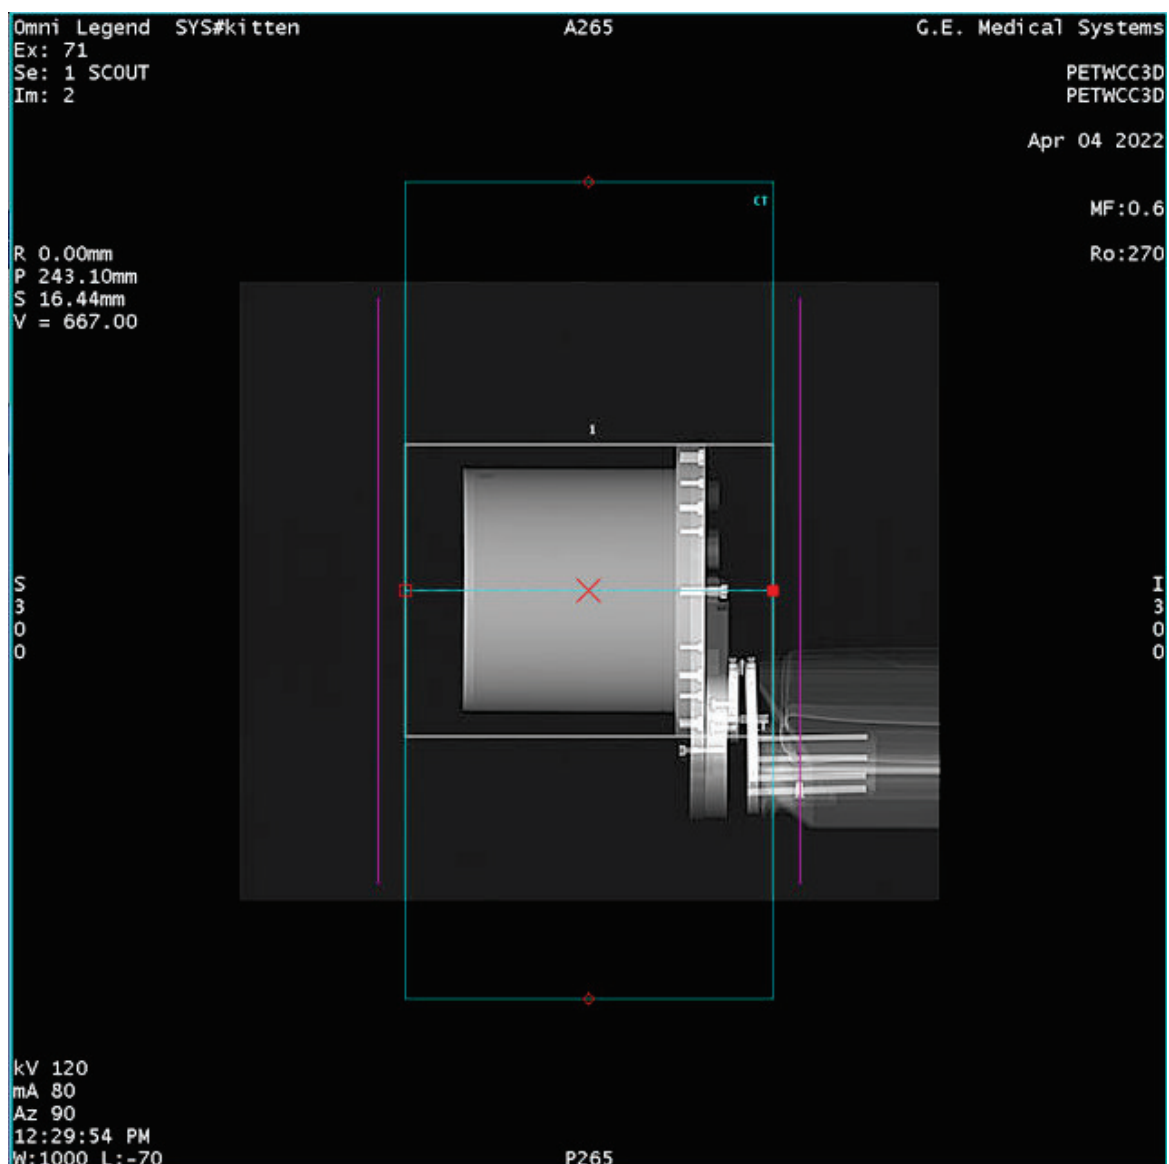 Omni Legend SYS#kitten
A265
G.E. Medical Systems
Ex: 71
Se: 1 SCOUT
PETWCC3D
Im: 2
PETWCC3D
Apr 04 2022
CT
MF:0.6
R 0.00mm
Ro:270
P 243.10mm
S 16.44mm
V = 667.00
1
S
3
0
0
I
3
0
0
kV 120
mA 80
Az 90
12:29:54 PM
W:1000 L:-70
P265